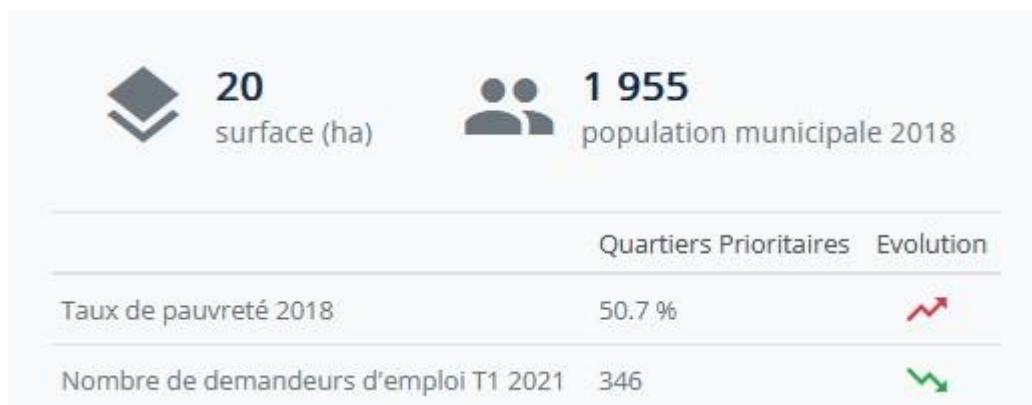 20
surface (ha)
1 955
population municipale 2018
Quartiers Prioritaires Evolution
Taux de pauvreté 2018 50.7 %
Nombre de demandeurs d'emploi T1 2021 346